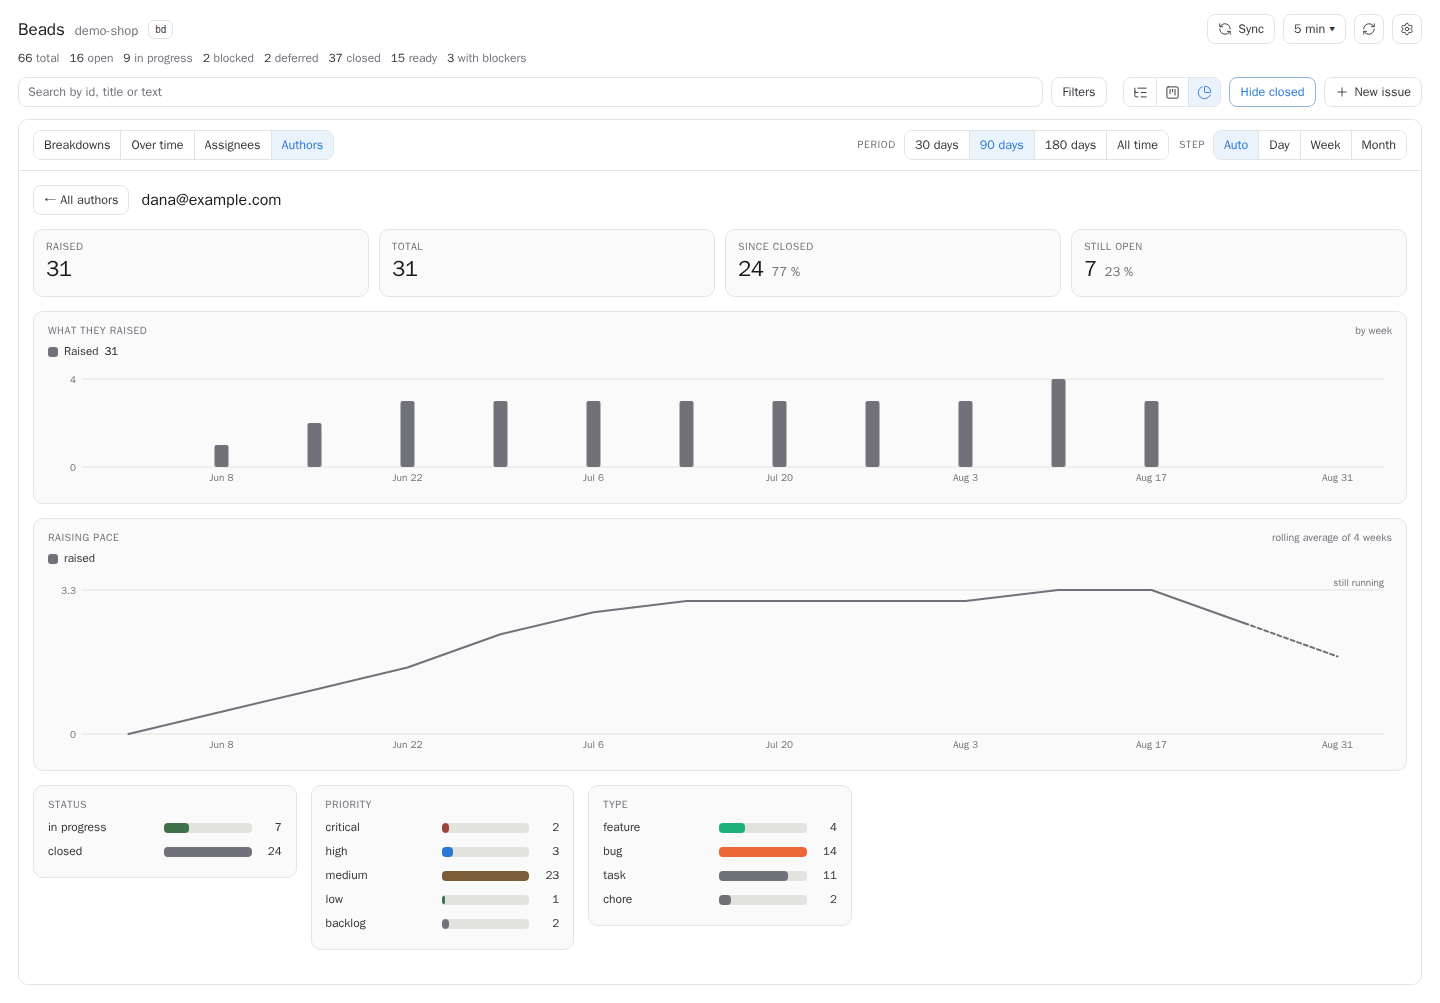 Beads demo-shop bd
Sync 5 min ▾
66 total 16 open 9 in progress 2 blocked 2 deferred 37 closed 15 ready 3 with blockers
Search by id, title or text
Filters
Hide closed
+ New issue
Breakdowns Over time Assignees Authors
PERIOD 30 days 90 days 180 days All time STEP Auto Day Week Month
← All authors dana@example.com
RAISED
31
TOTAL
31
SINCE CLOSED
24 77 %
STILL OPEN
7 23 %
WHAT THEY RAISED by week
Raised 31
4
0
Jun 8 Jun 22 Jul 6 Jul 20 Aug 3 Aug 17 Aug 31
RAISING PACE rolling average of 4 weeks
raised
still running
3.3
0
Jun 8 Jun 22 Jul 6 Jul 20 Aug 3 Aug 17 Aug 31
STATUS
in progress 7
closed 24
PRIORITY
critical 2
high 3
medium 23
low 1
backlog 2
TYPE
feature 4
bug 14
task 11
chore 2